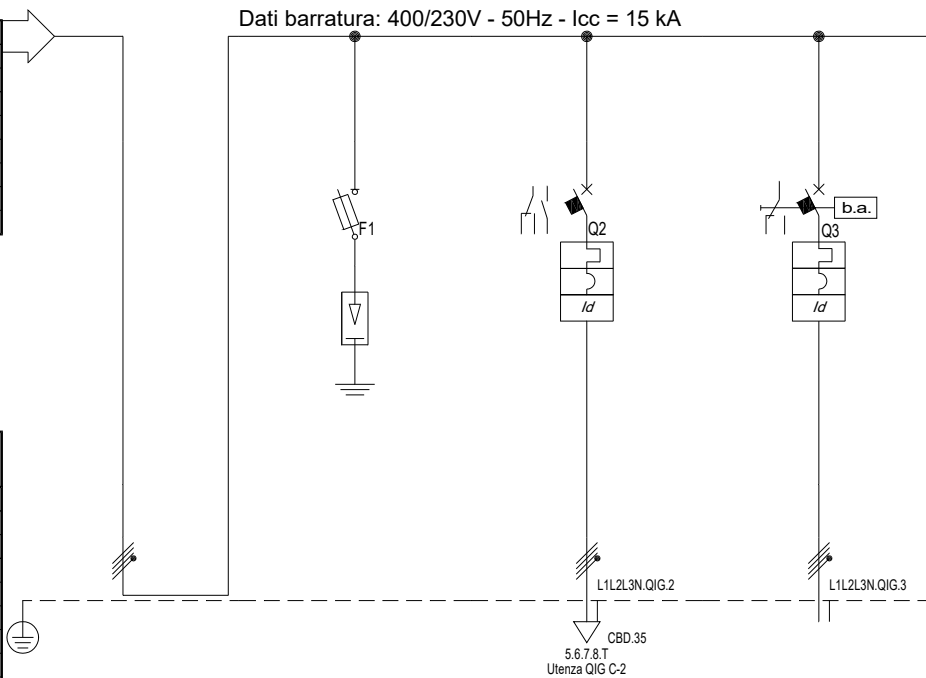 Dati barratura: 400/230V - 50Hz - Icc = 15 kA
F1
Q2
Id
b.a.
Q3
Id
L1L2L3N.QIG.2
L1L2L3N.QIG.3
CBD.35
5.6.7.8.T
Utenza QIG C-2